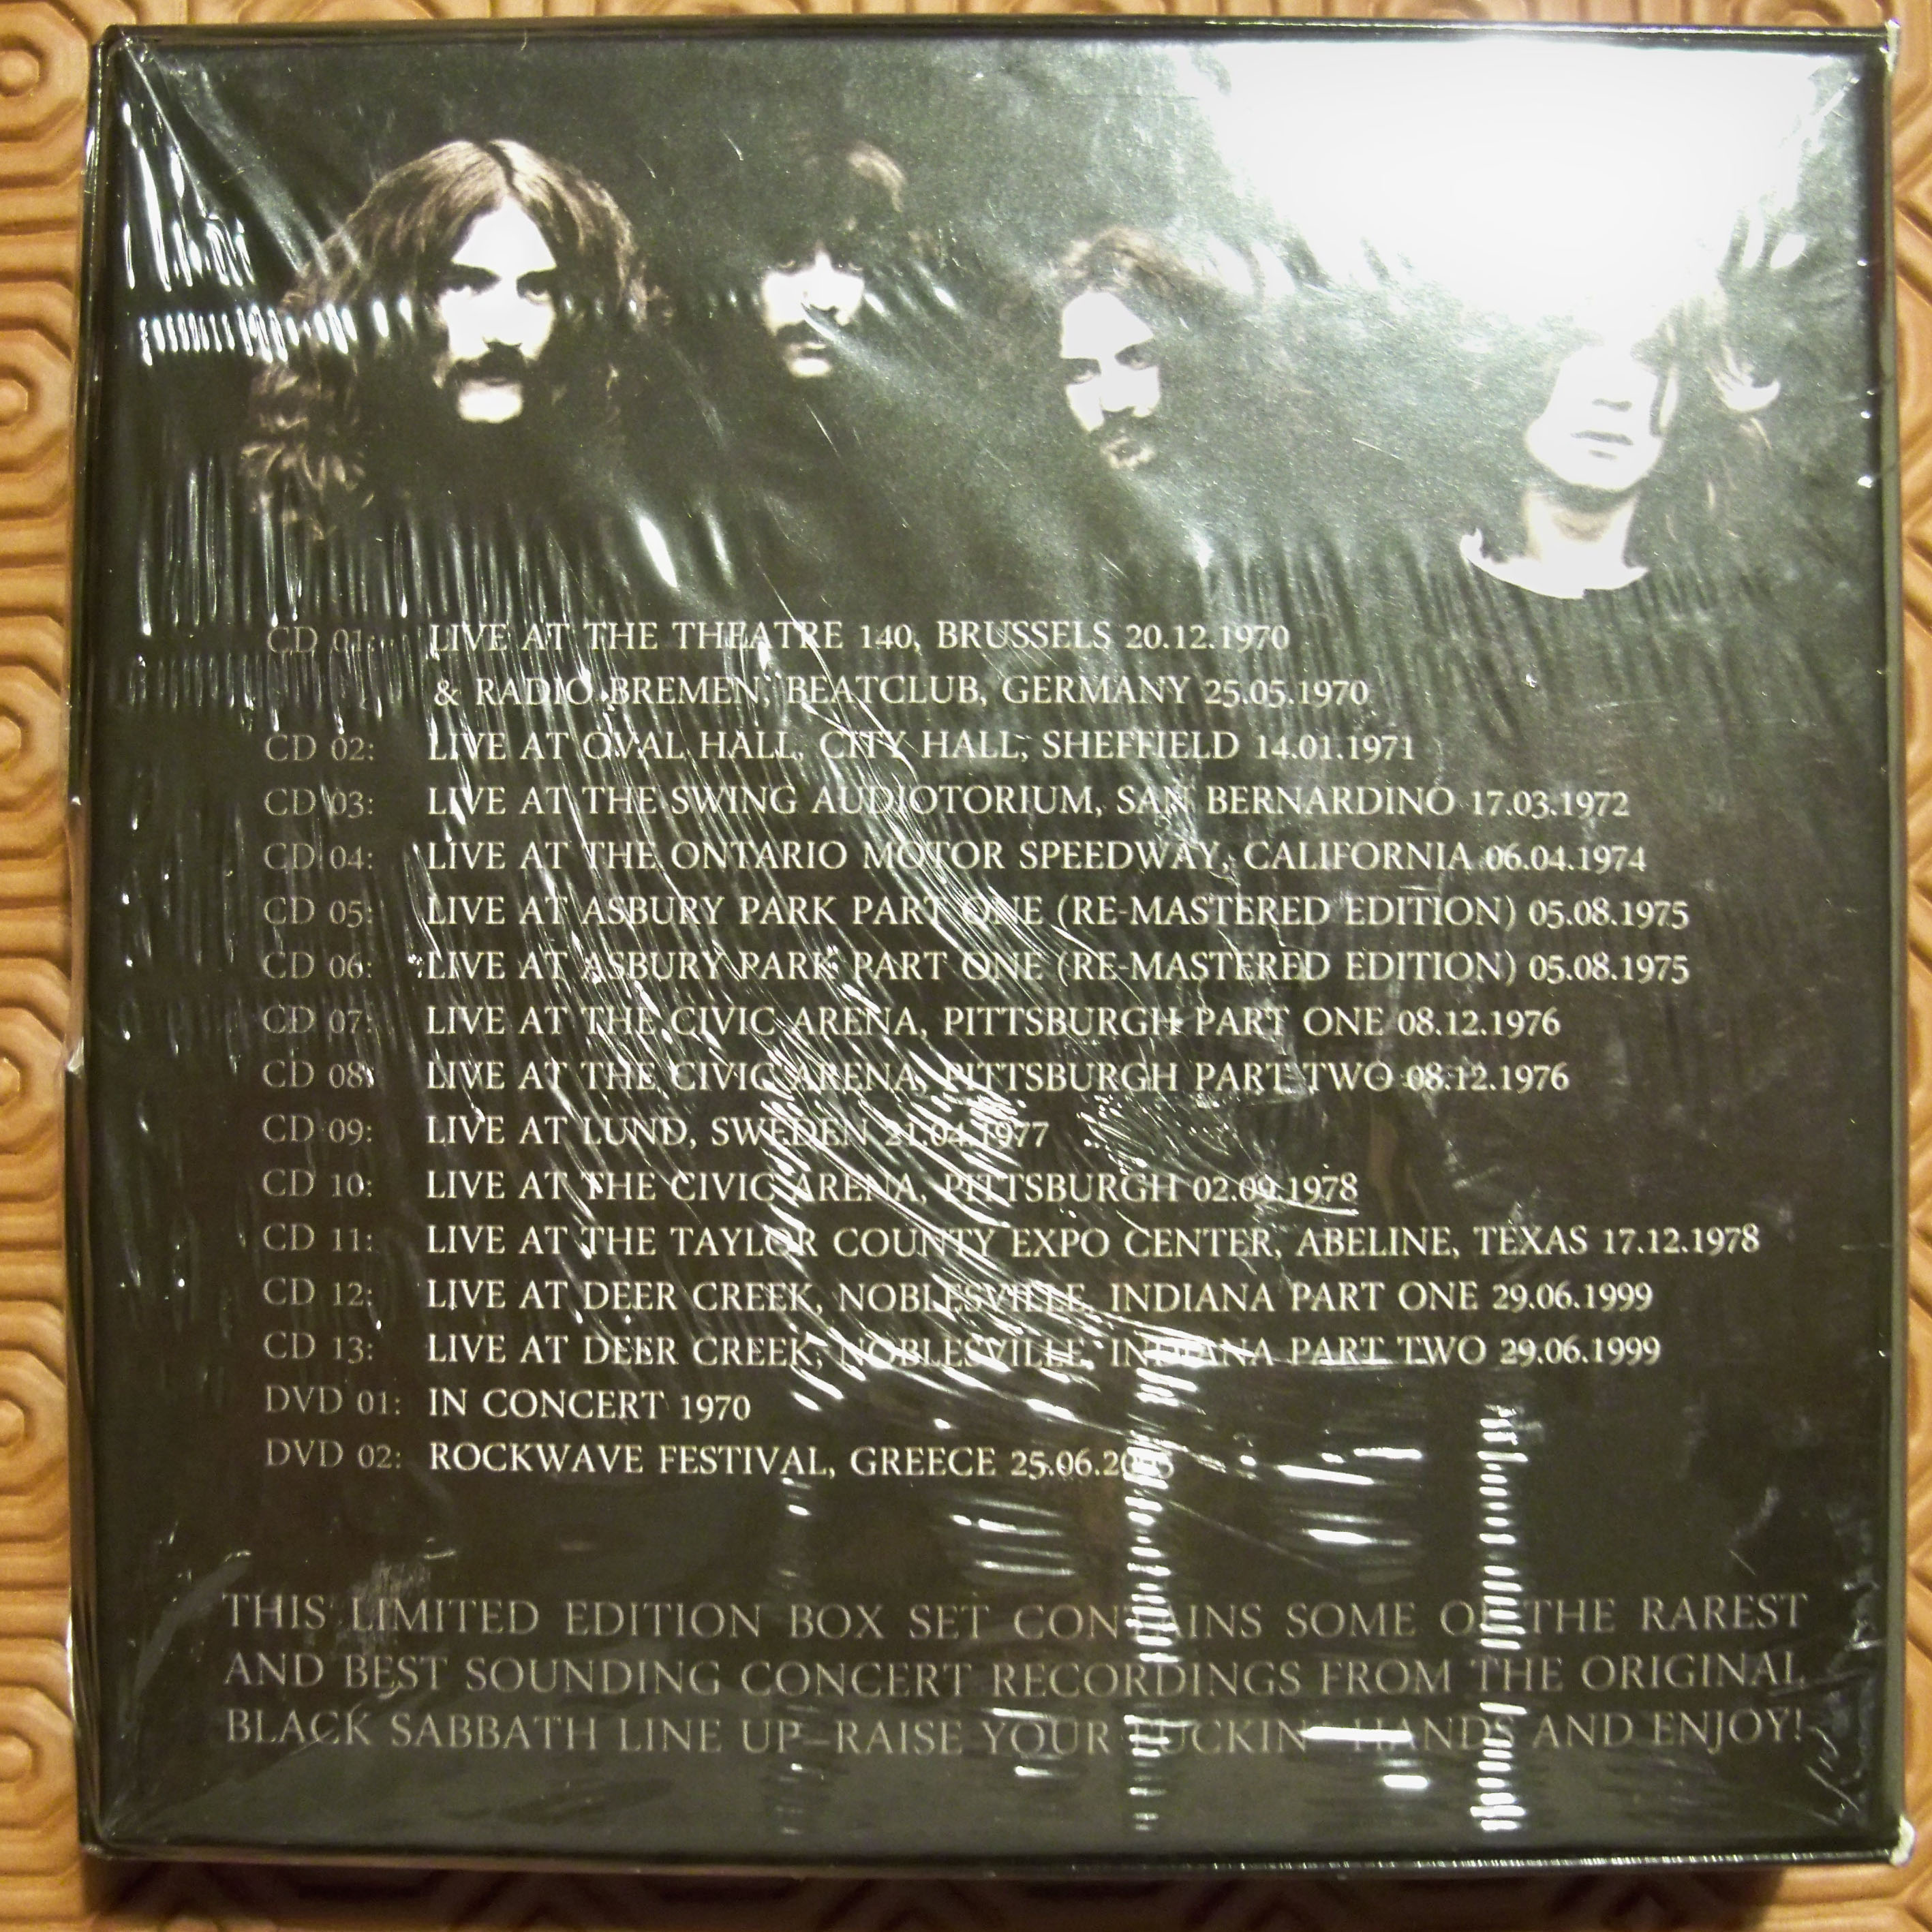 CD 01: LIVE AT THE THEATRE 140, BRUSSELS 20.12.1970
& RADIO BREMEN, BEATCLUB, GERMANY 25.05.1970
CD 02: LIVE AT OVAL HALL, CITY HALL, SHEFFIELD 14.01.1971
CD 03: LIVE AT THE SWING AUDIOTORIUM, SAN BERNARDINO 17.03.1972
CD 04: LIVE AT THE ONTARIO MOTOR SPEEDWAY, CALIFORNIA 06.04.1974
CD 05: LIVE AT ASBURY PARK PART ONE (RE-MASTERED EDITION) 05.08.1975
CD 06: LIVE AT ASBURY PARK PART ONE (RE-MASTERED EDITION) 05.08.1975
CD 07: LIVE AT THE CIVIC ARENA, PITTSBURGH PART ONE 08.12.1976
CD 08: LIVE AT THE CIVIC ARENA, PITTSBURGH PART TWO 08.12.1976
CD 09: LIVE AT LUND, SWEDEN 21.04.1977
CD 10: LIVE AT THE CIVIC ARENA, PITTSBURGH 02.09.1978
CD 11: LIVE AT THE TAYLOR COUNTY EXPO CENTER, ABELINE, TEXAS 17.12.1978
CD 12: LIVE AT DEER CREEK, NOBLESVILLE, INDIANA PART ONE 29.06.1999
CD 13: LIVE AT DEER CREEK, NOBLESVILLE, INDIANA PART TWO 29.06.1999
DVD 01: IN CONCERT 1970
DVD 02: ROCKWAVE FESTIVAL, GREECE
THIS LIMITED EDITION BOX SET CONTAINS SOME OF THE RAREST
AND BEST SOUNDING CONCERT RECORDINGS FROM THE ORIGINAL
BLACK SABBATH LINE UP–RAISE YOUR FUCKIN' HANDS AND ENJOY!